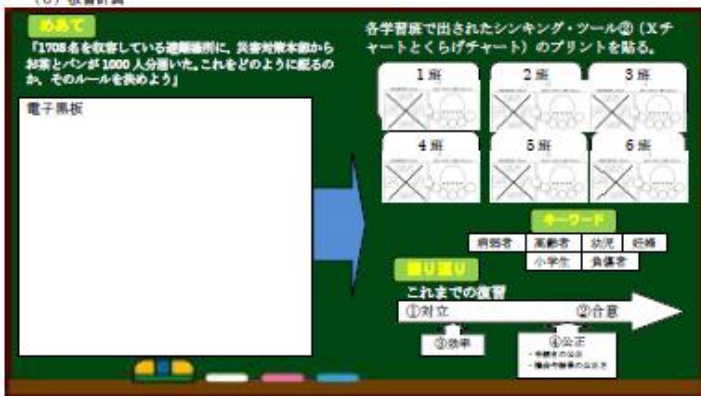 めあて
「1708名を収容している避難場所に、災害対策本部から
お茶とパンが1000人分届いた。これをどのように配るの
か、そのルールを決めよう」
電子黒板
各学習班で出されたシンキング・ツール②（Xチ
ャートとくらげチャート）のプリントを貼る。
1班 2班 3班
4班 5班 6班
キーワード
病弱者 高齢者 幼児 妊婦
小学生 負傷者
振り返り
これまでの復習
①対立 ②合意
③効率 ④公正
・手続きの公正
・機会や結果の公正さ